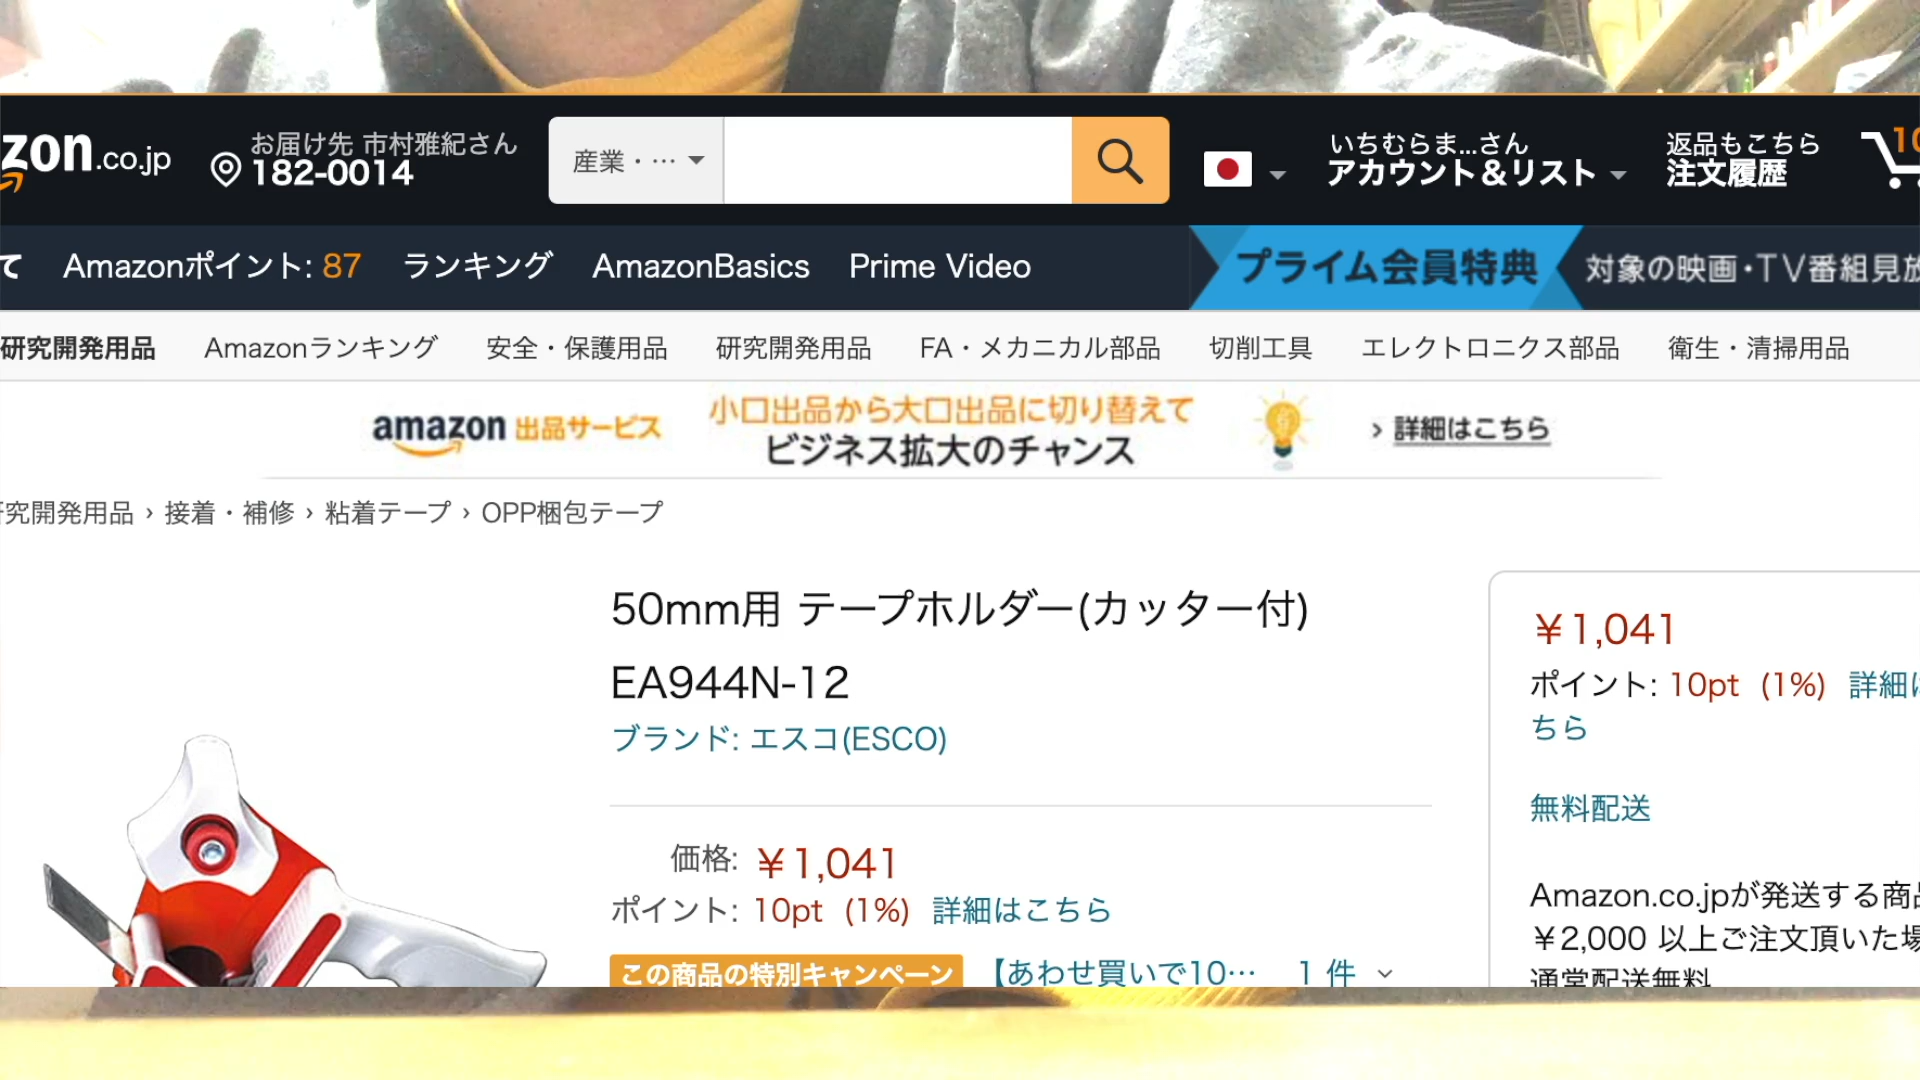 zon.co.jp
お届け先 市村雅紀さん
182-0014
産業・…
いちむらま...さん
アカウント＆リスト
返品もこちら
注文履歴
10
て
Amazonポイント: 87
ランキング
AmazonBasics
Prime Video
プライム会員特典
対象の映画・TV番組見放
研究開発用品
Amazonランキング
安全・保護用品
研究開発用品
FA・メカニカル部品
切削工具
エレクトロニクス部品
衛生・清掃用品
amazon 出品サービス
小口出品から大口出品に切り替えて
ビジネス拡大のチャンス
› 詳細はこちら
研究開発用品 › 接着・補修 › 粘着テープ › OPP梱包テープ
50mm用 テープホルダー(カッター付)
EA944N-12
ブランド: エスコ(ESCO)
価格: ￥1,041
ポイント: 10pt (1%) 詳細はこちら
この商品の特別キャンペーン 【あわせ買いで10… 1 件
￥1,041
ポイント: 10pt (1%) 詳細は
ちら
無料配送
Amazon.co.jpが発送する商品
￥2,000 以上ご注文頂いた場
通常配送無料